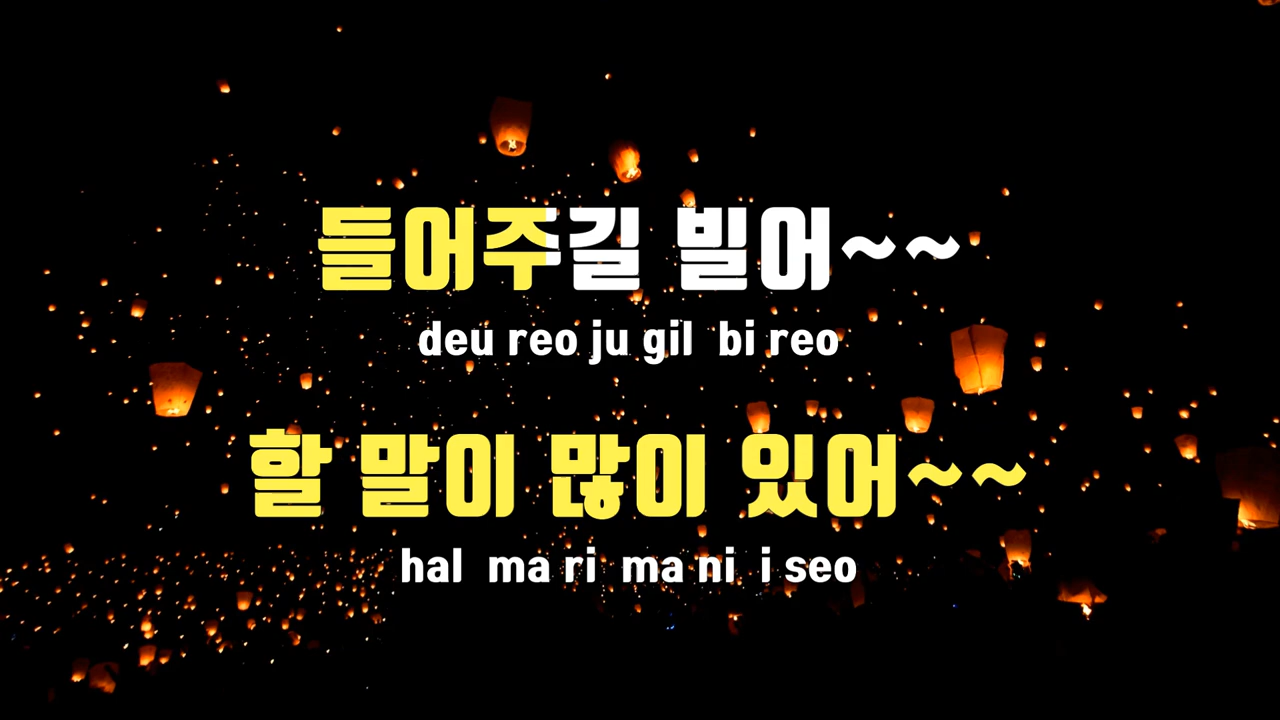 들어주길 빌어~~
deu reo ju gil bi reo
할 말이 많이 있어~~
hal ma ri ma ni i seo